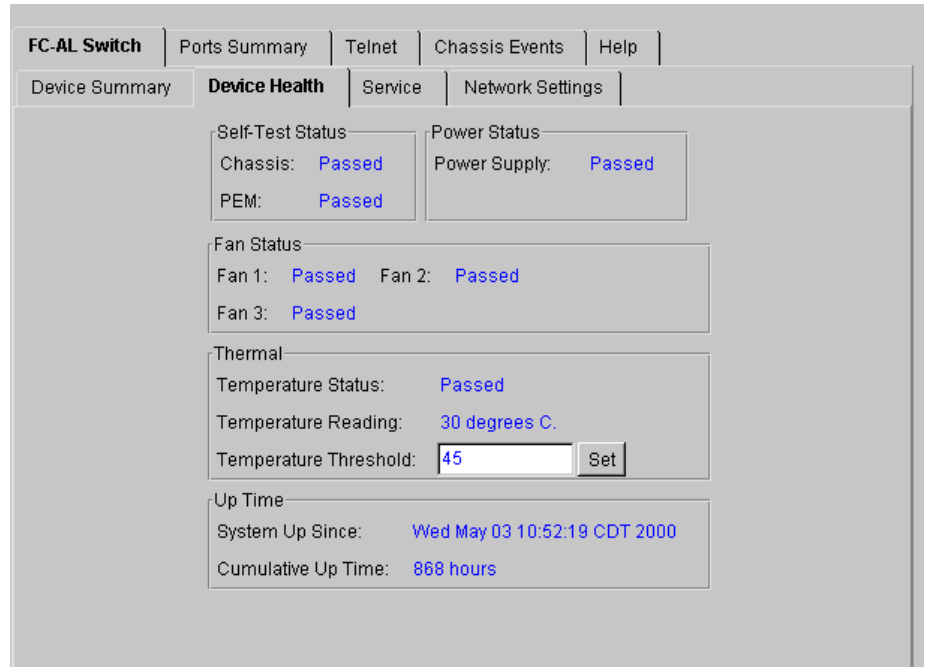 FC-AL Switch Ports Summary Telnet Chassis Events Help
Device Summary Device Health Service Network Settings
Self-Test Status
Chassis: Passed
PEM: Passed
Power Status
Power Supply: Passed
Fan Status
Fan 1: Passed Fan 2: Passed
Fan 3: Passed
Thermal
Temperature Status: Passed
Temperature Reading: 30 degrees C.
Temperature Threshold: 45 Set
Up Time
System Up Since: Wed May 03 10:52:19 CDT 2000
Cumulative Up Time: 868 hours